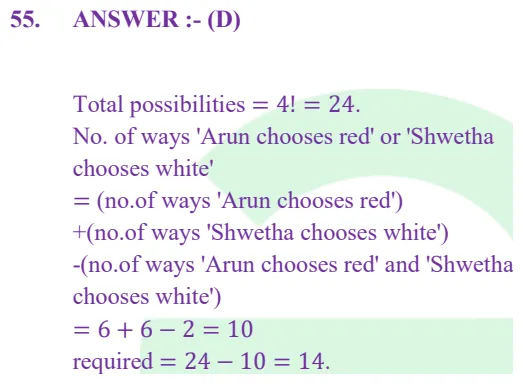 55. ANSWER :- (D)
Total possibilities = 4! = 24.
No. of ways 'Arun chooses red' or 'Shwetha
chooses white'
= (no.of ways 'Arun chooses red')
+(no.of ways 'Shwetha chooses white')
-(no.of ways 'Arun chooses red' and 'Shwetha
chooses white')
= 6 + 6 − 2 = 10
required = 24 − 10 = 14.